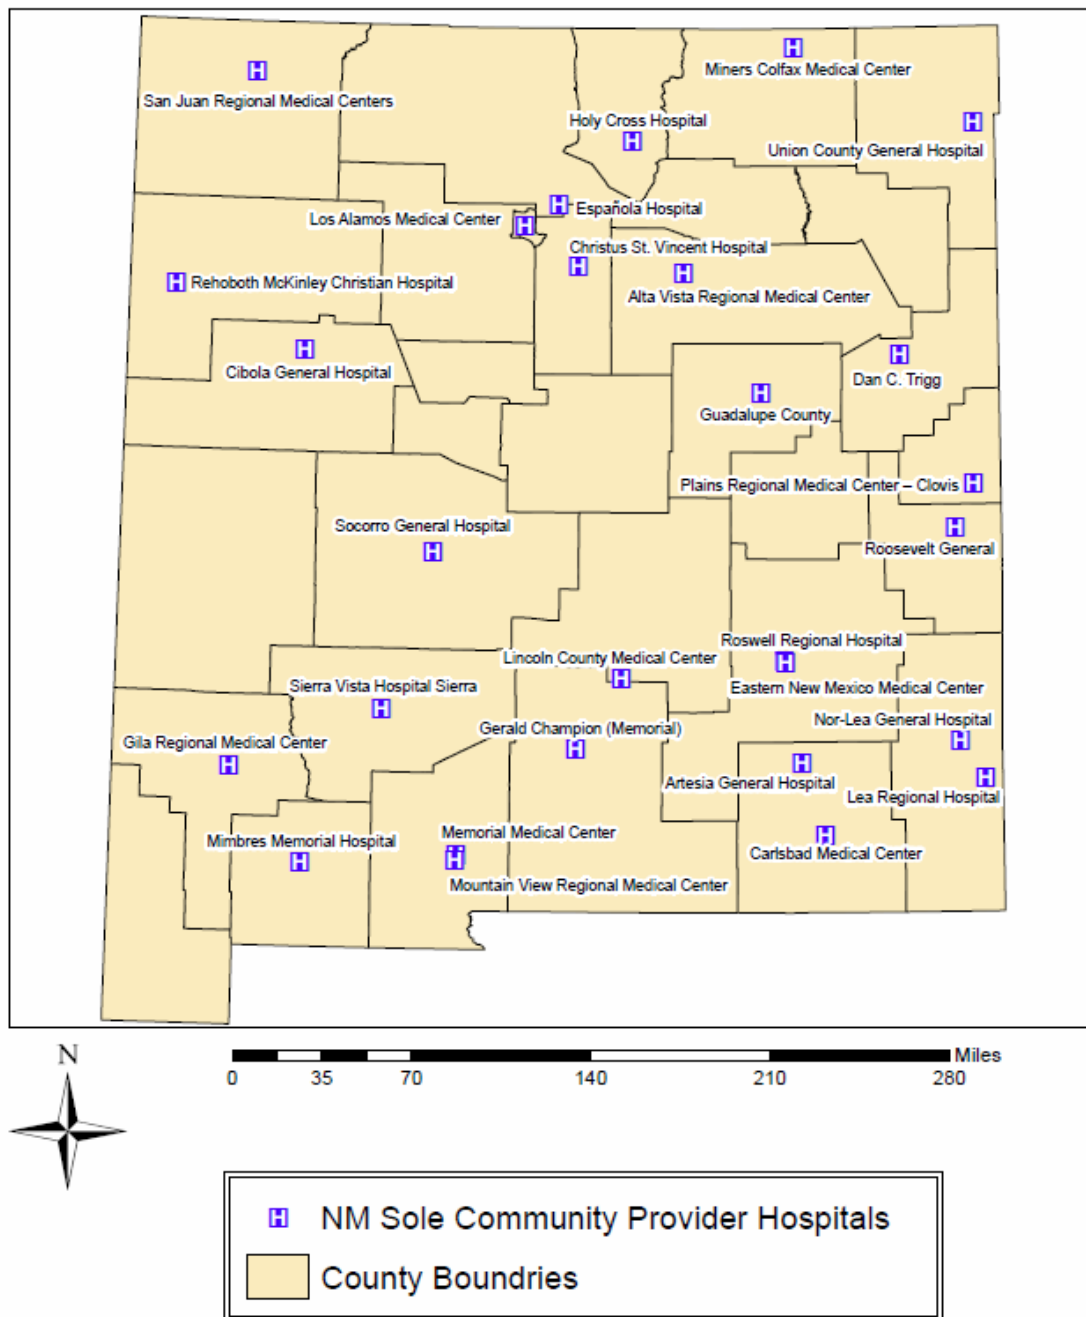 Miners Colfax Medical Center
San Juan Regional Medical Centers
Holy Cross Hospital
Union County General Hospital
Española Hospital
Los Alamos Medical Center
Christus St. Vincent Hospital
Rehoboth McKinley Christian Hospital
Alta Vista Regional Medical Center
Cibola General Hospital
Dan C. Trigg
Guadalupe County
Plains Regional Medical Center – Clovis
Socorro General Hospital
Roosevelt General
Roswell Regional Hospital
Lincoln County Medical Center
Sierra Vista Hospital Sierra
Eastern New Mexico Medical Center
Nor-Lea General Hospital
Gerald Champion (Memorial)
Gila Regional Medical Center
Artesia General Hospital
Lea Regional Hospital
Memorial Medical Center
Mimbres Memorial Hospital
Carlsbad Medical Center
Mountain View Regional Medical Center
N
Miles
0 35 70 140 210 280
H NM Sole Community Provider Hospitals
County Boundries